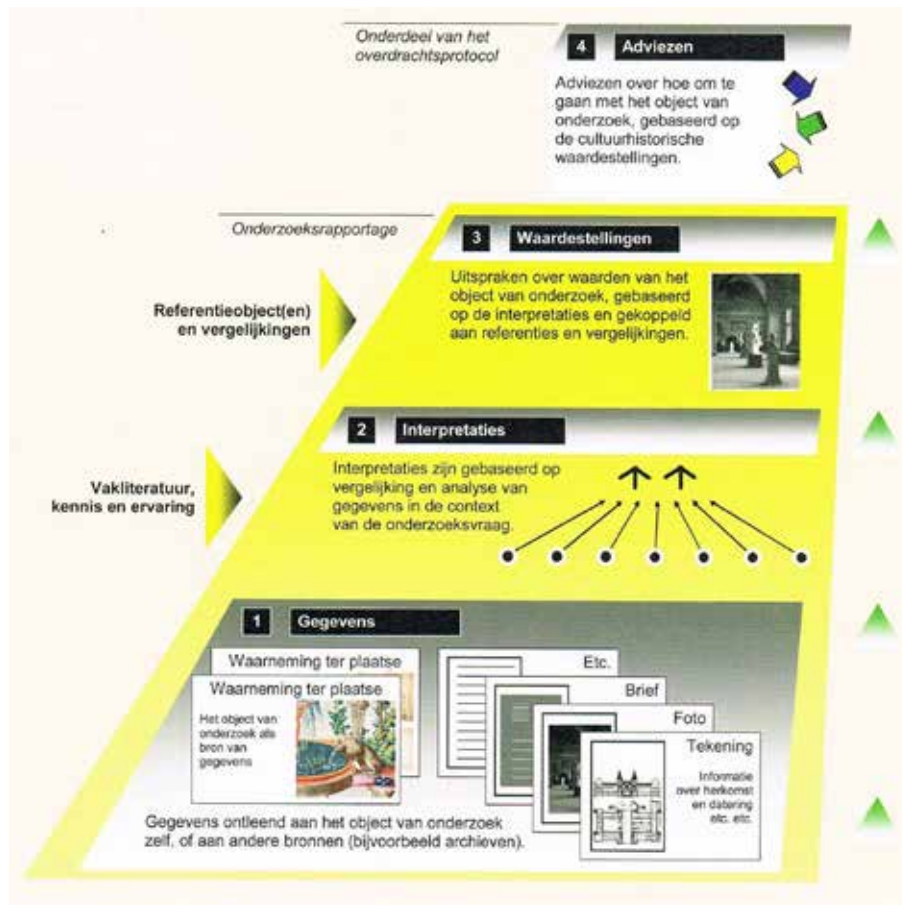 Onderdeel van het
overdrachtsprotocol
4 Adviezen
Adviezen over hoe om te
gaan met het object van
onderzoek, gebaseerd op
de cultuurhistorische
waardestellingen.
Onderzoeksrapportage
3 Waardestellingen
Uitspraken over waarden van het
object van onderzoek, gebaseerd
op de interpretaties en gekoppeld
aan referenties en vergelijkingen.
Referentieobject(en)
en vergelijkingen
2 Interpretaties
Interpretaties zijn gebaseerd op
vergelijking en analyse van
gegevens in de context
van de onderzoeksvraag.
Vakliteratuur,
kennis en ervaring
1 Gegevens
Waarneming ter plaatse
Waarneming ter plaatse
Het object van
onderzoek als
bron van
gegevens
Etc.
Brief
Foto
Tekening
Informatie
over herkomst
en datering
etc. etc.
Gegevens ontleend aan het object van onderzoek
zelf, of aan andere bronnen (bijvoorbeeld archieven).